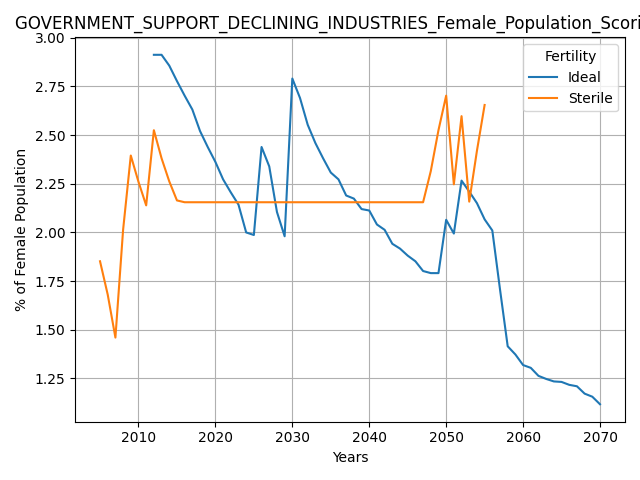 GOVERNMENT_SUPPORT_DECLINING_INDUSTRIES_Female_Population_Scori
Fertility
Ideal
Sterile
% of Female Population
3.00
2.75
2.50
2.25
2.00
1.75
1.50
1.25
2010 2020 2030 2040 2050 2060 2070
Years